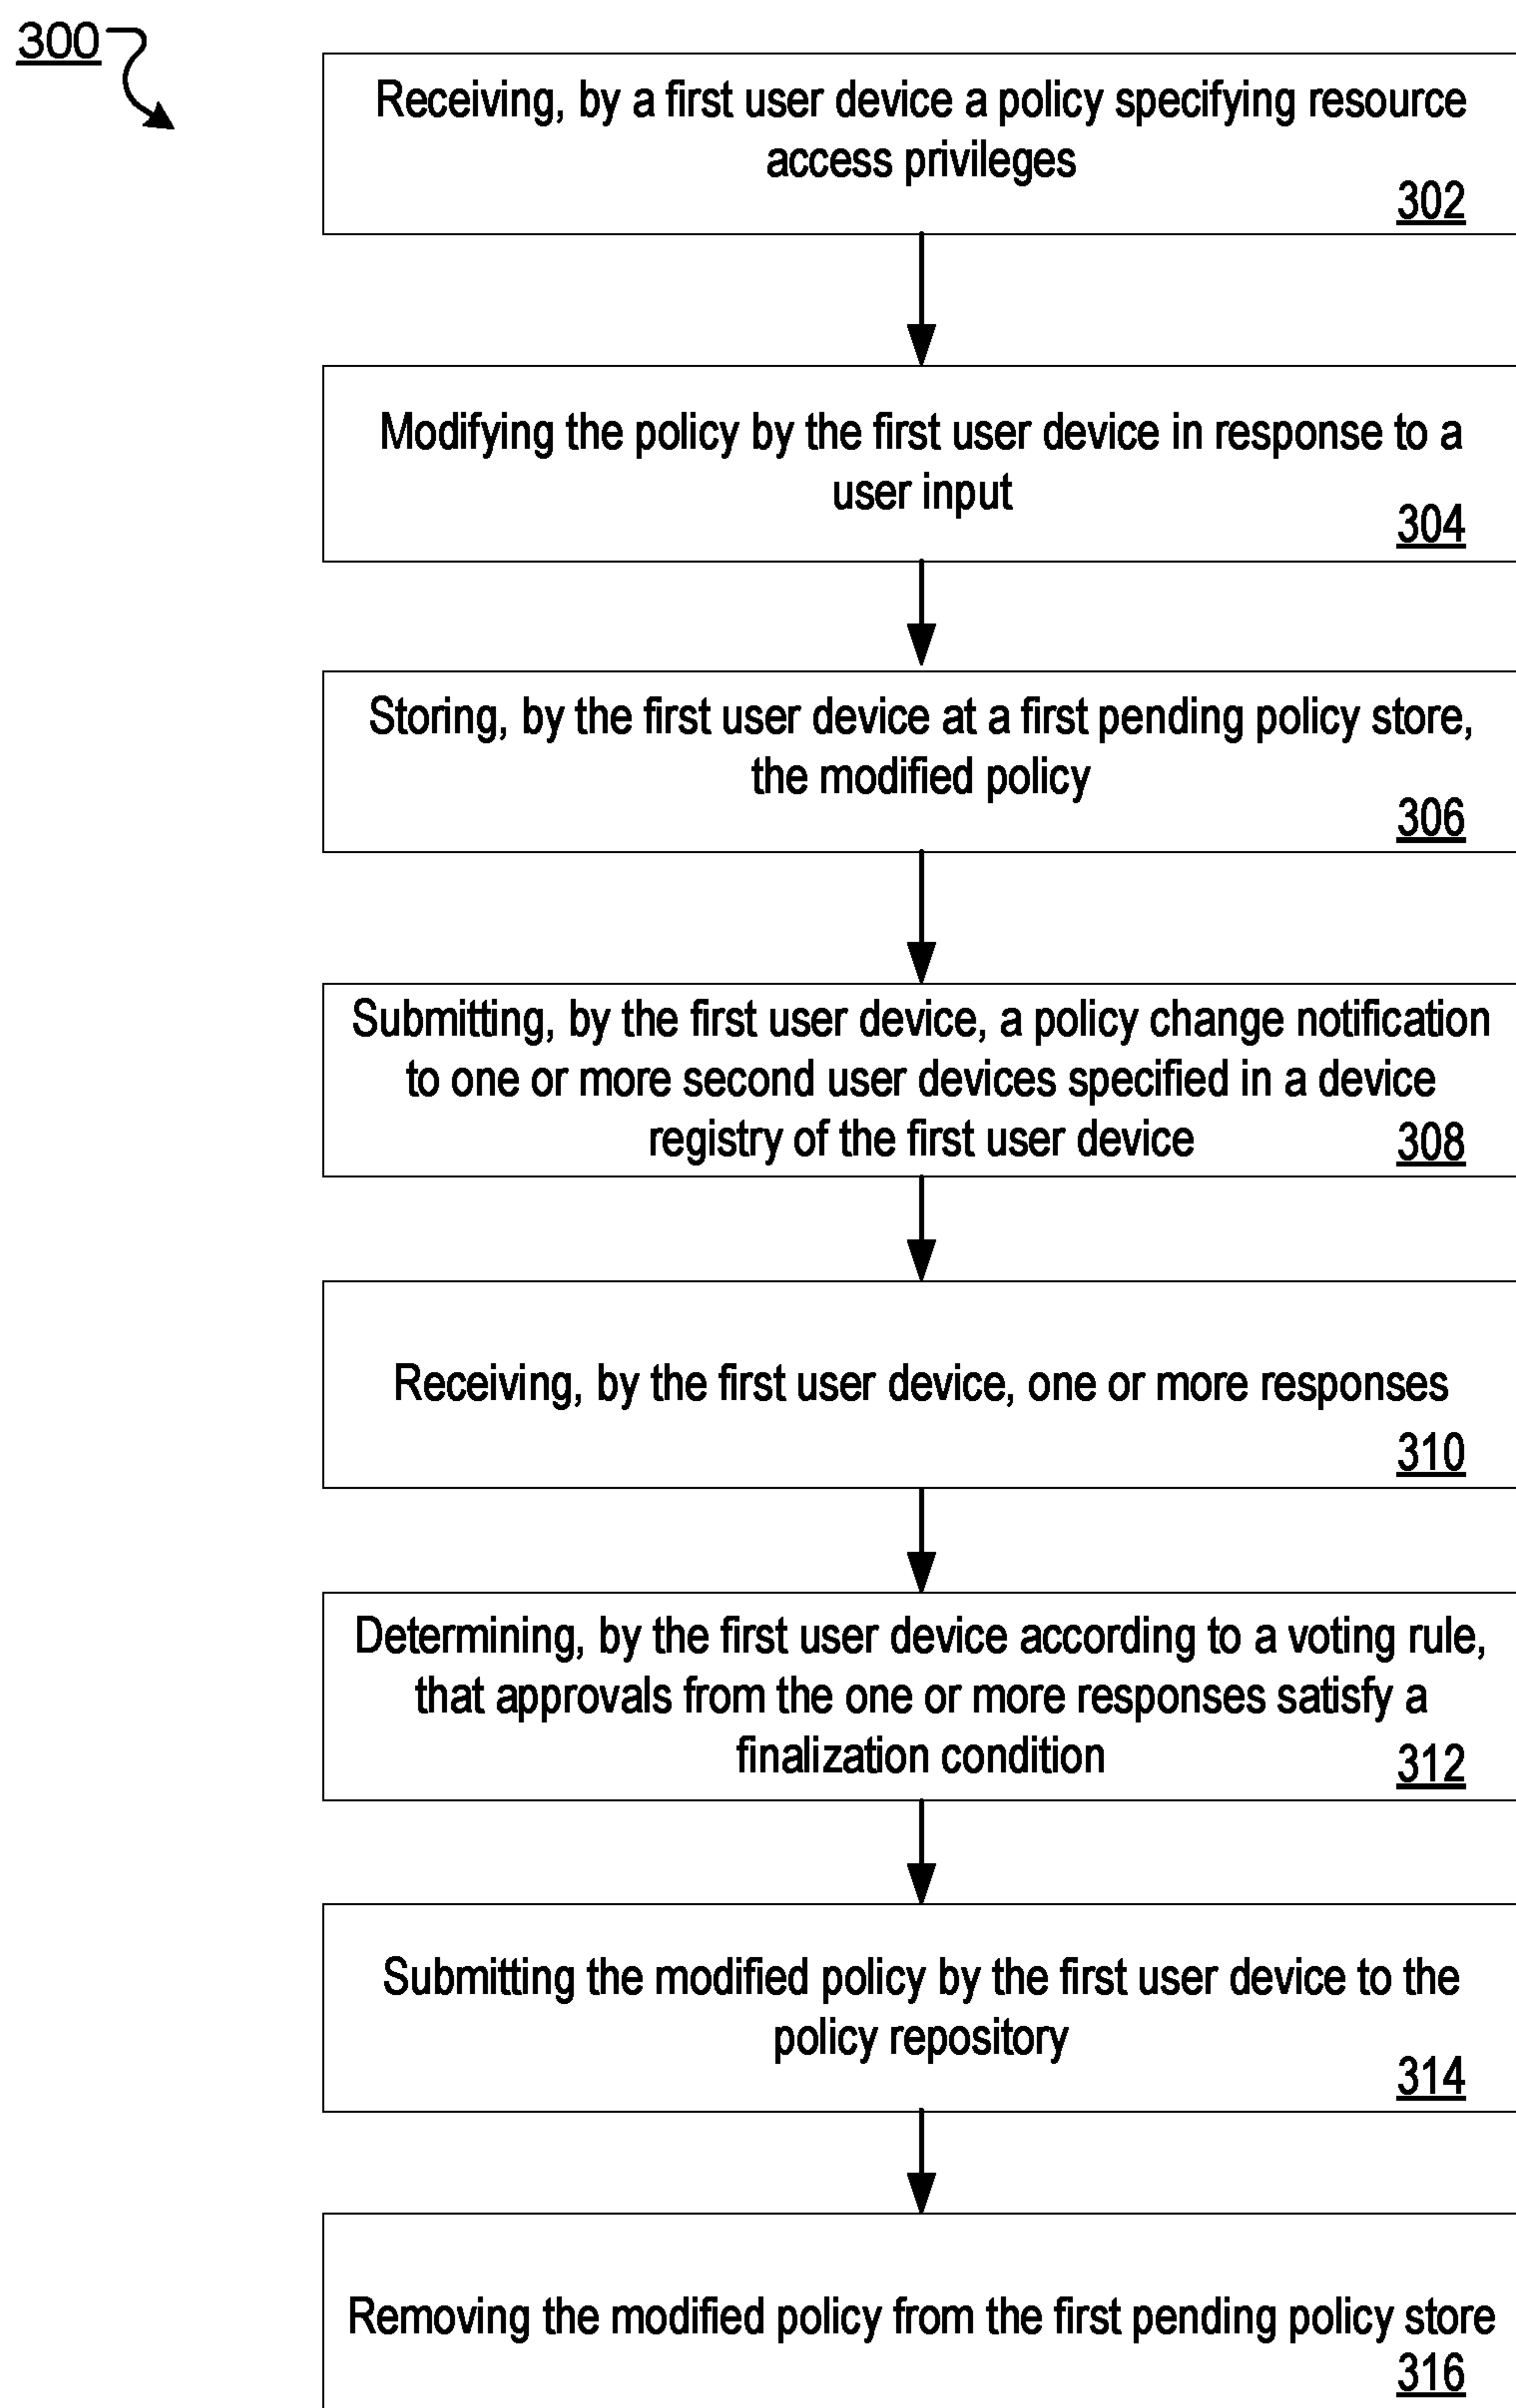 300
Receiving, by a first user device a policy specifying resource
access privileges
302
Modifying the policy by the first user device in response to a
user input
304
Storing, by the first user device at a first pending policy store,
the modified policy
306
Submitting, by the first user device, a policy change notification
to one or more second user devices specified in a device
registry of the first user device
308
Receiving, by the first user device, one or more responses
310
Determining, by the first user device according to a voting rule,
that approvals from the one or more responses satisfy a
finalization condition
312
Submitting the modified policy by the first user device to the
policy repository
314
Removing the modified policy from the first pending policy store
316